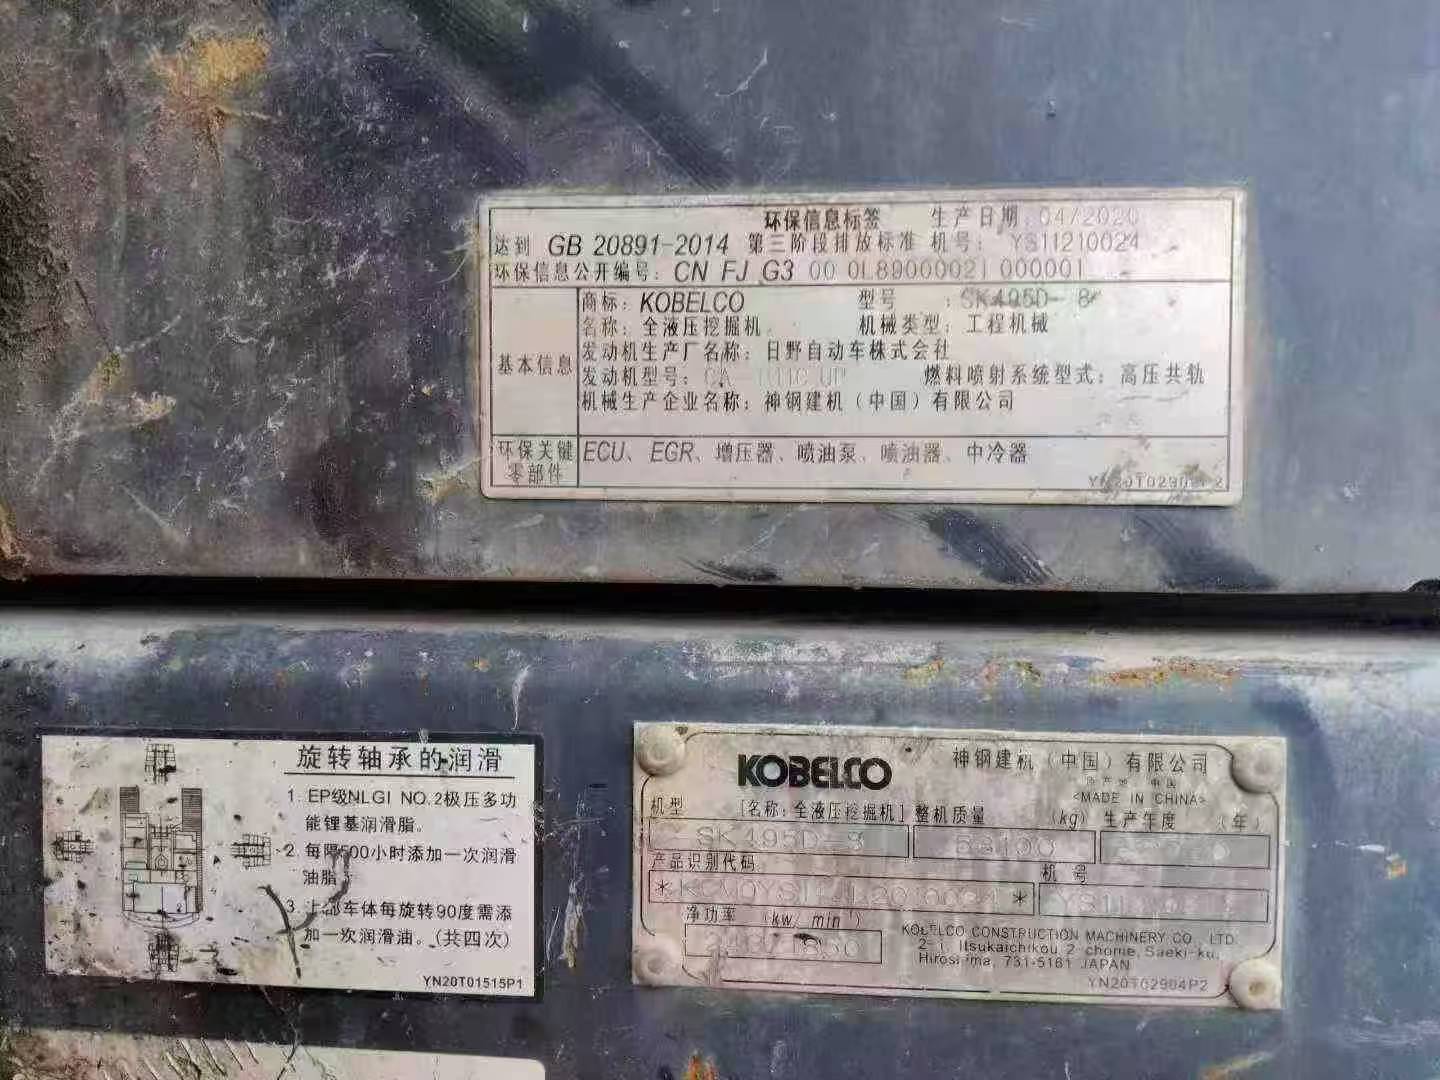 环保信息标签 生产日期: 04/2020
达到 GB 20891-2014 第三阶段排放标准 机号: YS11210024
环保信息公开编号: CN FJ G3 00 0L89000021 000001
基本信息
商标: KOBELCO 型号 : SK495D-8
名称: 全液压挖掘机 机械类型: 工程机械
发动机生产厂名称: 日野自动车株式会社
发动机型号: 燃料喷射系统型式: 高压共轨
机械生产企业名称: 神钢建机（中国）有限公司
环保关键零部件
ECU、EGR、增压器、喷油泵、喷油器、中冷器
旋转轴承的润滑
1. EP级NLGI NO.2极压多功
能锂基润滑脂。
2. 每隔500小时添加一次润滑
油脂。
3. 上部车体每旋转90度需添
加一次润滑油。(共四次)
YN20T01515P1
KOBELCO 神钢建机（中国）有限公司
原产地 中国
<MADE IN CHINA>
机型 [名称: 全液压挖掘机] 整机质量 (kg) 生产年度 (年)
SK495D-8
产品识别代码 机号
净功率 (kw/min⁻¹)
KOBELCO CONSTRUCTION MACHINERY CO., LTD.
Itsukaichikou 2 chome, Saeki-ku,
731-5161 JAPAN
YN20T02904P2